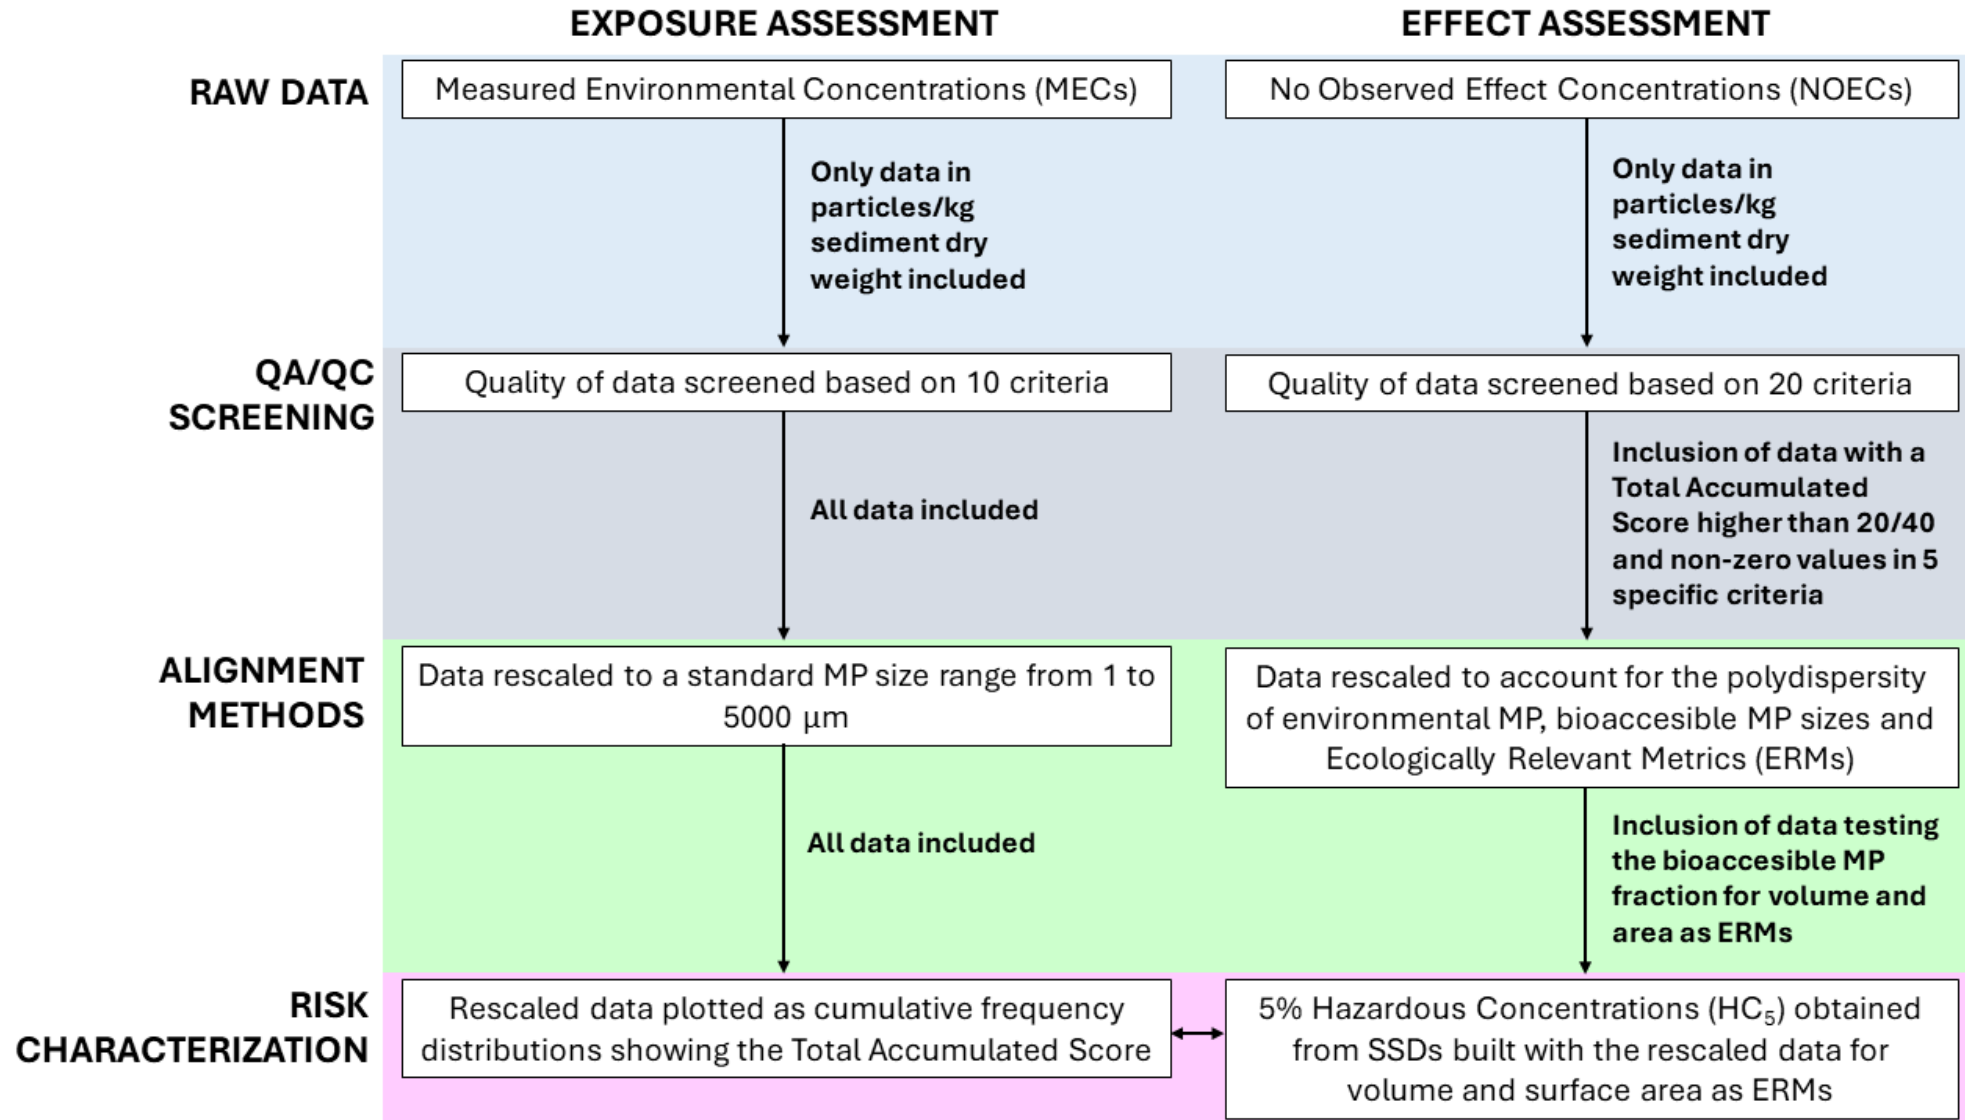 EXPOSURE ASSESSMENT
EFFECT ASSESSMENT
RAW DATA
Measured Environmental Concentrations (MECs)
No Observed Effect Concentrations (NOECs)
Only data in
particles/kg
sediment dry
weight included
Only data in
particles/kg
sediment dry
weight included
QA/QC
SCREENING
Quality of data screened based on 10 criteria
Quality of data screened based on 20 criteria
All data included
Inclusion of data with a
Total Accumulated
Score higher than 20/40
and non-zero values in 5
specific criteria
ALIGNMENT
METHODS
Data rescaled to a standard MP size range from 1 to
5000 µm
Data rescaled to account for the polydispersity
of environmental MP, bioaccesible MP sizes and
Ecologically Relevant Metrics (ERMs)
All data included
Inclusion of data testing
the bioaccesible MP
fraction for volume and
area as ERMs
RISK
CHARACTERIZATION
Rescaled data plotted as cumulative frequency
distributions showing the Total Accumulated Score
5% Hazardous Concentrations (HC₅) obtained
from SSDs built with the rescaled data for
volume and surface area as ERMs